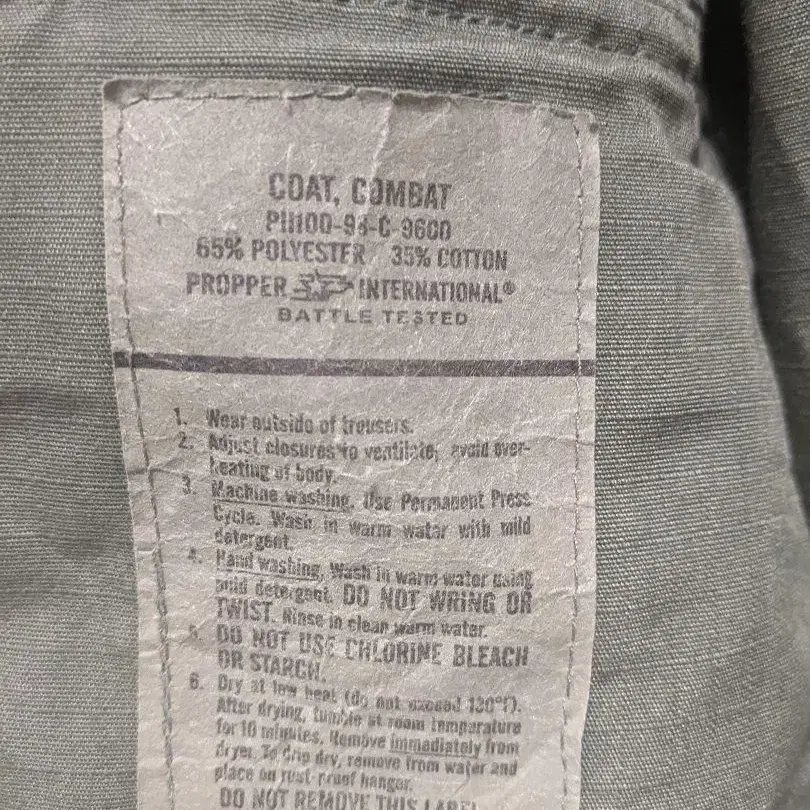 COAT, COMBAT
65% POLYESTER 35% COTTON
PROPPER INTERNATIONAL®
BATTLE TESTED
1. Wear outside of trousers.
2. Adjust closures to ventilate; avoid over-
heating of body.
3. Machine washing. Use Permanent Press
Cycle. Wash in warm water with mild
detergent.
4. Hand washing. Wash in warm water using
mild detergent. DO NOT WRING OR
TWIST. Rinse in clean warm water.
5. DO NOT USE CHLORINE BLEACH
OR STARCH.
6. Dry at low heat (do not exceed 130°F).
After drying, tumble at room temperature
for 10 minutes. Remove immediately from
dryer. To drip dry, remove from water and
place on rust-proof hanger.
DO NOT REMOVE THIS LABEL